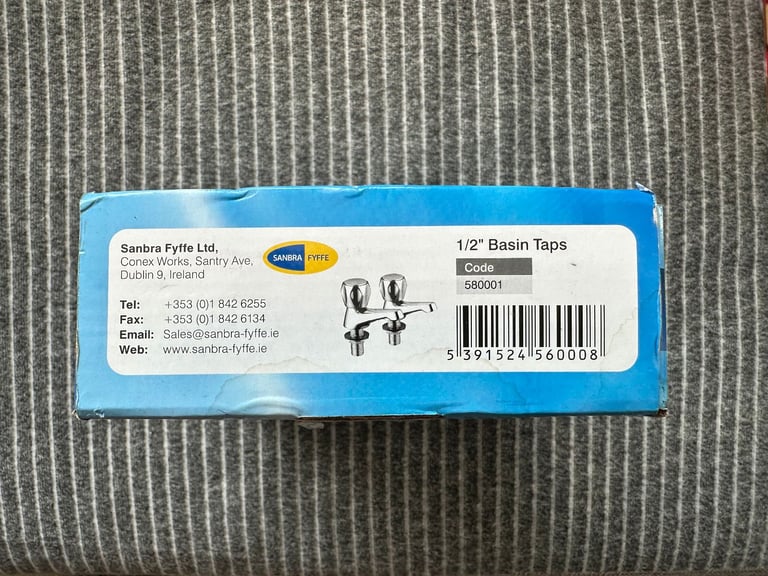 Sanbra Fyffe Ltd,
Conex Works, Santry Ave,
Dublin 9, Ireland
SANBRA FYFFE
Tel: +353 (0)1 842 6255
Fax: +353 (0)1 842 6134
Email: Sales@sanbra-fyffe.ie
Web: www.sanbra-fyffe.ie
1/2" Basin Taps
Code
580001
5 391524 560008